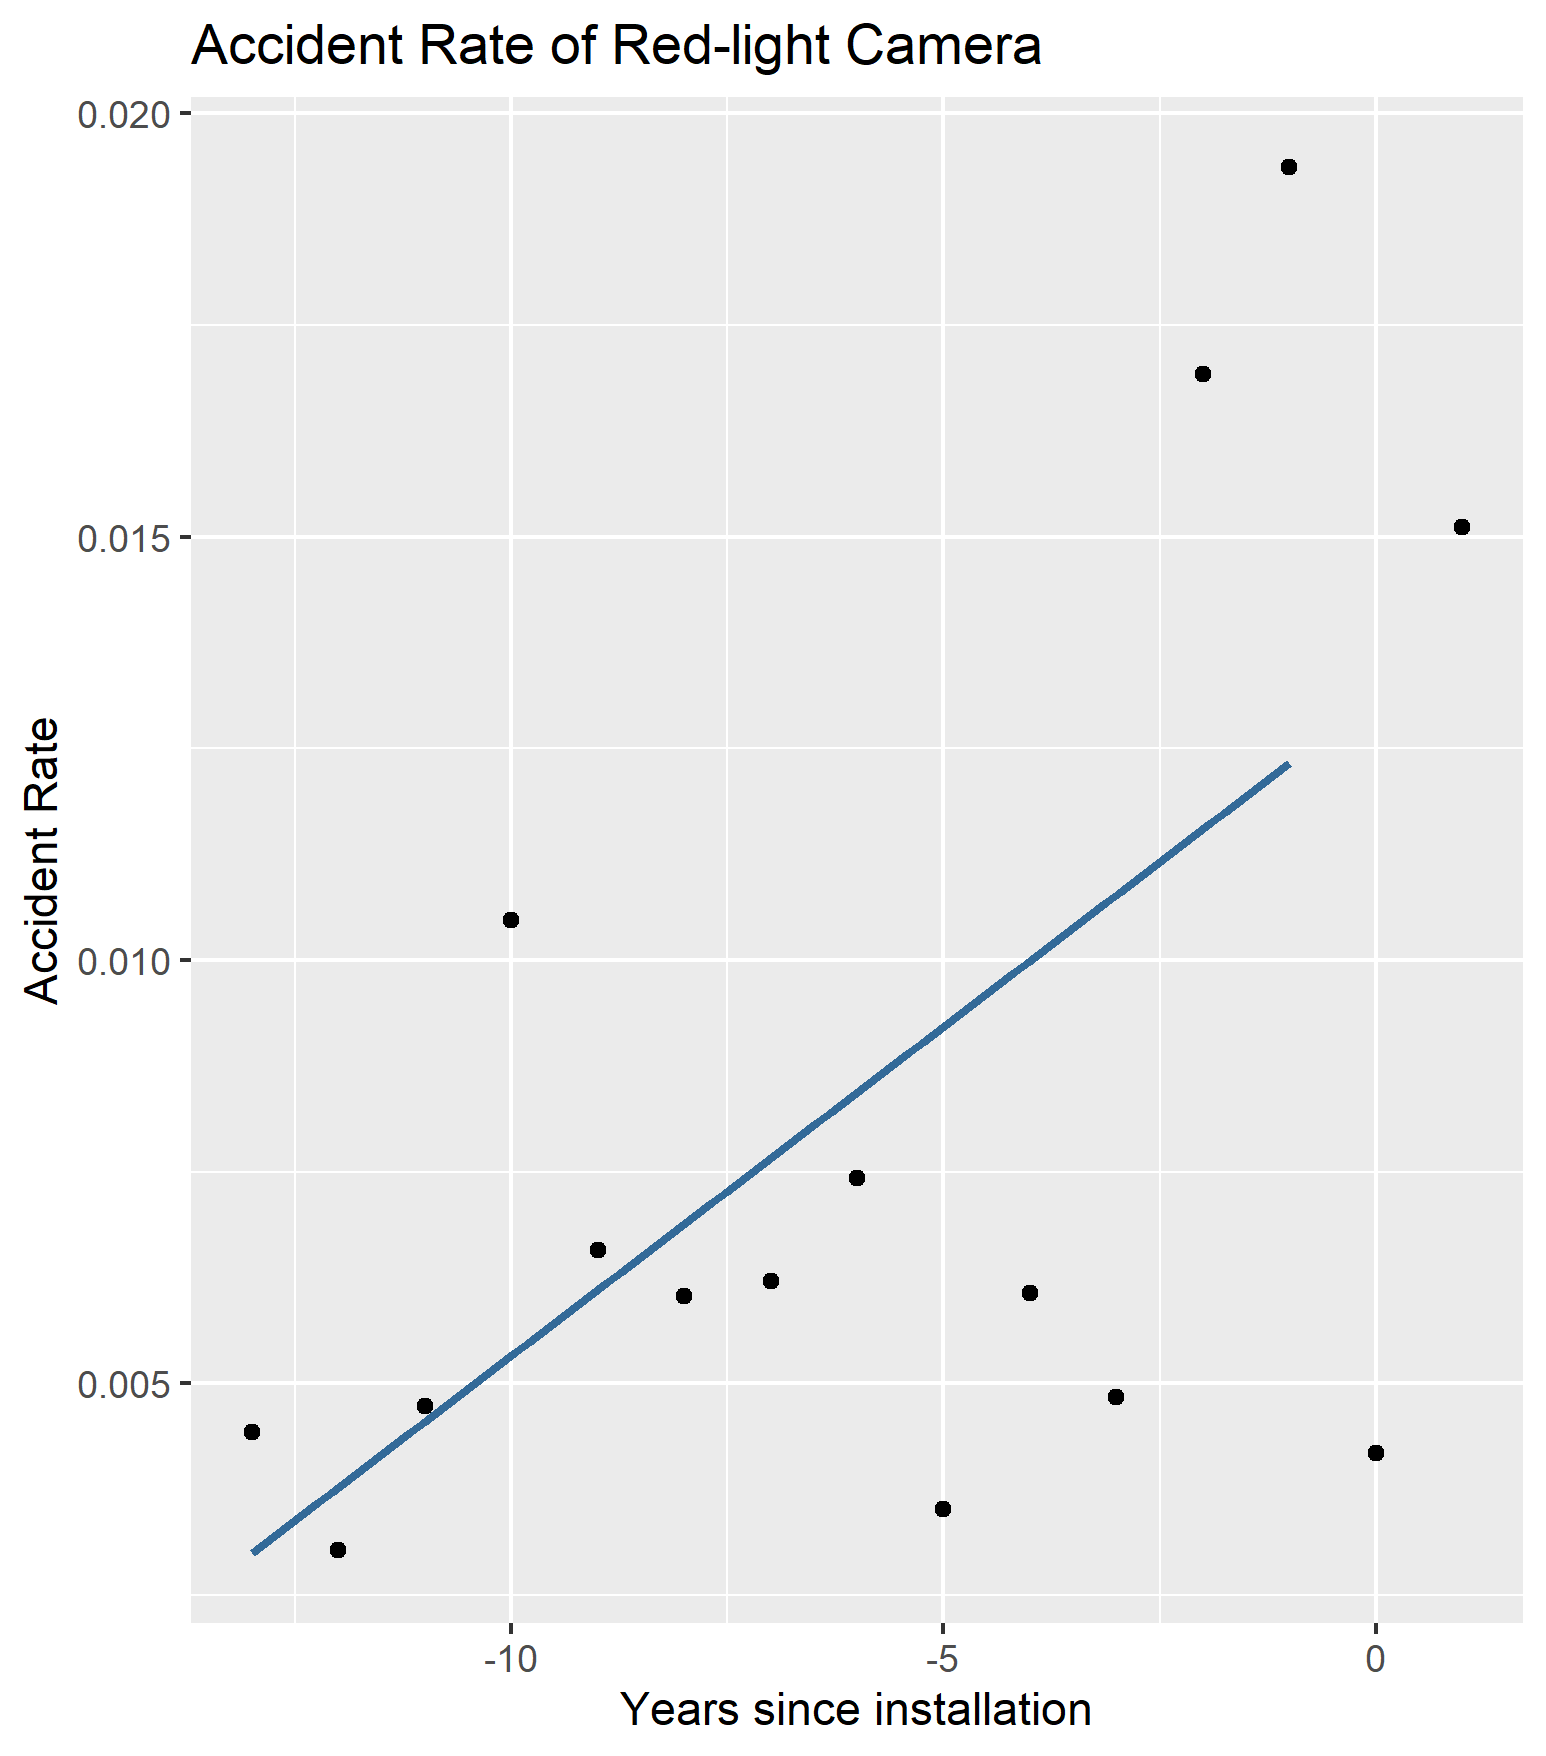 Accident Rate of Red-light Camera
0.020
0.015
0.010
0.005
Accident Rate
-10
-5
0
Years since installation